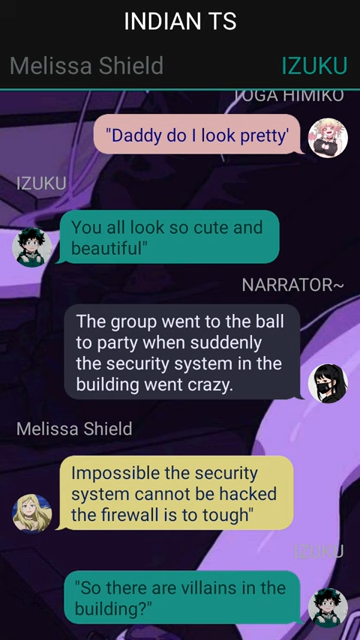 INDIAN TS
Melissa Shield IZUKU
TOGA HIMIKO
"Daddy do I look pretty'
IZUKU
You all look so cute and
beautiful"
NARRATOR~
The group went to the ball
to party when suddenly
the security system in the
building went crazy.
Melissa Shield
Impossible the security
system cannot be hacked
the firewall is to tough"
IZUKU
"So there are villains in the
building?"